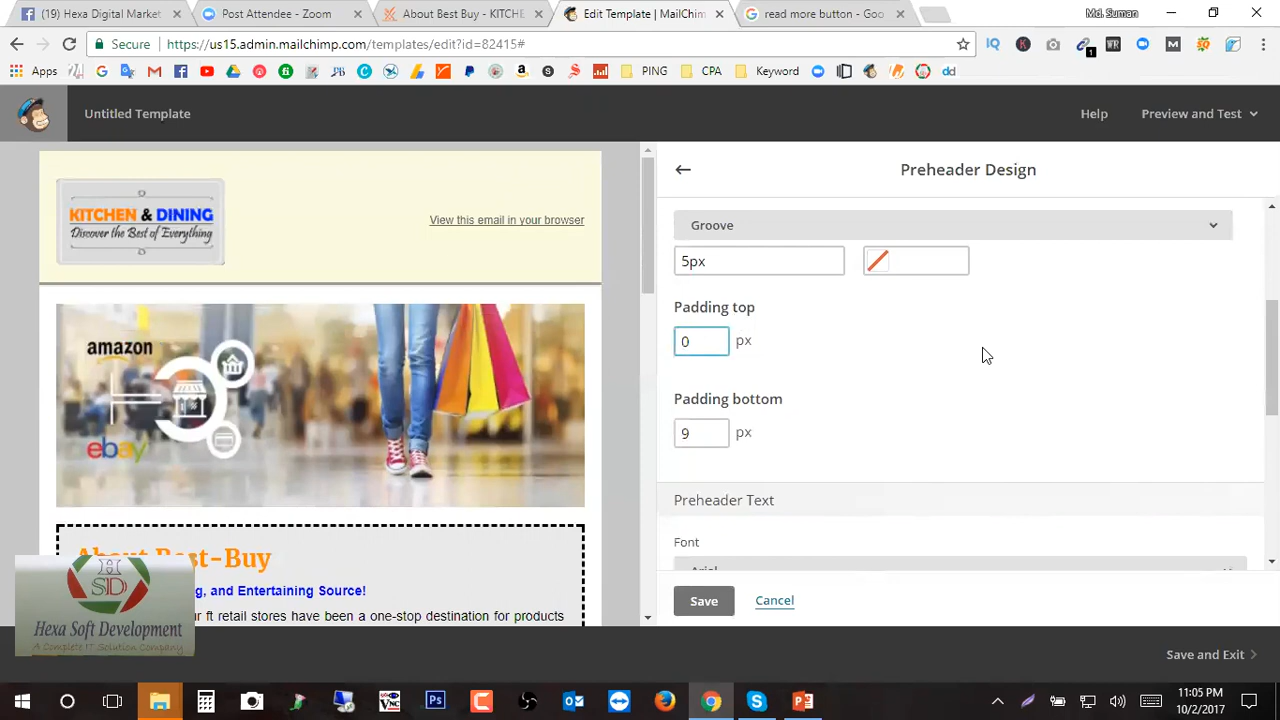 (19) Hexa Digital Market
Post Attendee - Zoom
About Best Buy - KITCHE
Edit Template | MailChim
read more button - Goo
Md. Suman
Secure
https://us15.admin.mailchimp.com/templates/edit?id=82415#
1
Apps
PING
CPA
Keyword
dd
Untitled Template
Help
Preview and Test
KITCHEN & DINING
Discover the Best of Everything
View this email in your browser
amazon
ebay
About Best-Buy
ng, and Entertaining Source!
ur ft retail stores have been a one-stop destination for products
HSD
Hexa Soft Development
A Complete IT Solution Company
Preheader Design
Groove
5px
Padding top
0 px
Padding bottom
9 px
Preheader Text
Font
Arial
Save
Cancel
Save and Exit
11:05 PM
10/2/2017